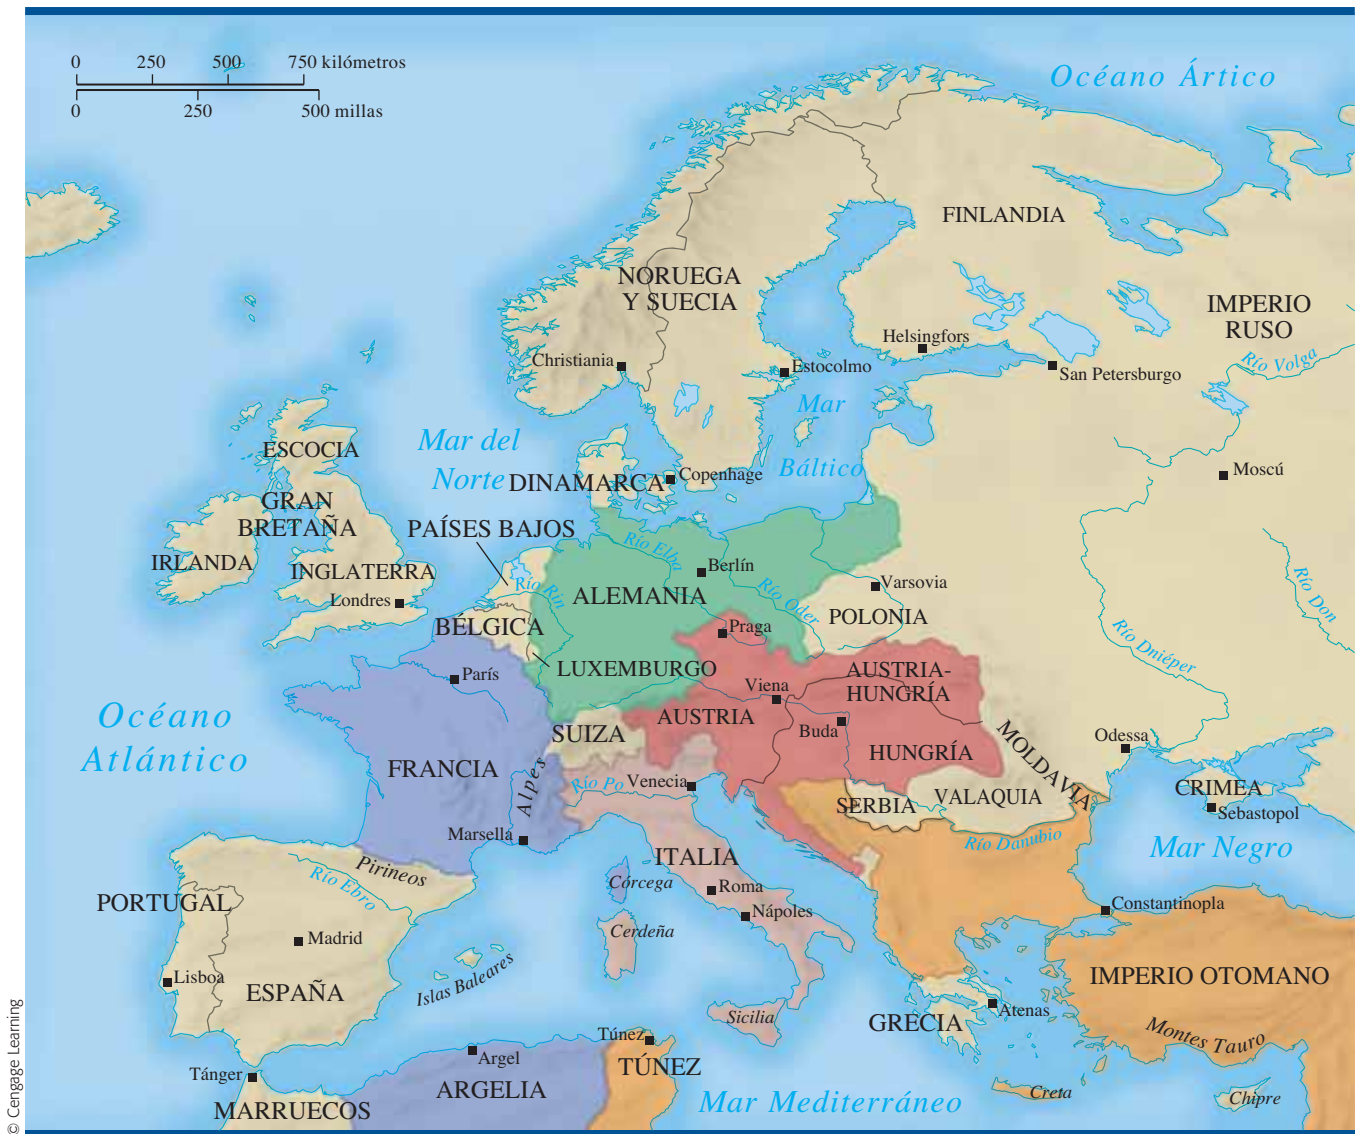 0 250 500 750 kilómetros
0 250 500 millas
Océano Ártico
FINLANDIA
NORUEGA
Y SUECIA
IMPERIO
RUSO
Helsingfors
Christiania
Estocolmo
San Petersburgo
Río Volga
Mar
Báltico
Moscú
ESCOCIA
Mar del
Norte
DINAMARCA
Copenhage
GRAN
BRETAÑA
PAÍSES BAJOS
IRLANDA
INGLATERRA
Londres
Río Elba
Berlín
Río Rin
ALEMANIA
Río Oder
Varsovia
POLONIA
Río Don
Río Dniéper
BÉLGICA
Praga
LUXEMBURGO
París
AUSTRIA-
HUNGRÍA
Viena
Océano
Atlántico
SUIZA
AUSTRIA
Buda
HUNGRÍA
MOLDAVIA
Odessa
FRANCIA
Alpes
Río Po
Venecia
SERBIA
VALAQUIA
CRIMEA
Sebastopol
Marsella
Río Danubio
Mar Negro
ITALIA
Pirineos
Río Ebro
Córcega
Roma
PORTUGAL
Nápoles
Constantinopla
Madrid
Cerdeña
Lisboa
ESPAÑA
Islas Baleares
IMPERIO OTOMANO
Sicilia
GRECIA
Atenas
Montes Tauro
Túnez
TÚNEZ
Argel
ARGELIA
Tánger
MARRUECOS
Mar Mediterráneo
Creta
Chipre
© Cengage Learning